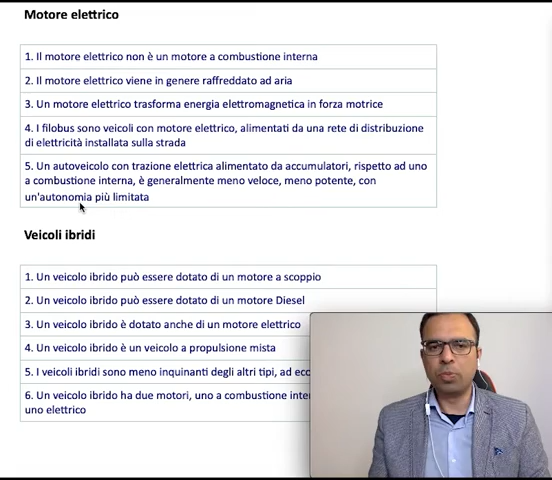 Motore elettrico
1. Il motore elettrico non è un motore a combustione interna
2. Il motore elettrico viene in genere raffreddato ad aria
3. Un motore elettrico trasforma energia elettromagnetica in forza motrice
4. I filobus sono veicoli con motore elettrico, alimentati da una rete di distribuzione
di elettricità installata sulla strada
5. Un autoveicolo con trazione elettrica alimentato da accumulatori, rispetto ad uno
a combustione interna, è generalmente meno veloce, meno potente, con
un'autonomia più limitata
Veicoli ibridi
1. Un veicolo ibrido può essere dotato di un motore a scoppio
2. Un veicolo ibrido può essere dotato di un motore Diesel
3. Un veicolo ibrido è dotato anche di un motore elettrico
4. Un veicolo ibrido è un veicolo a propulsione mista
5. I veicoli ibridi sono meno inquinanti degli altri tipi, ad
6. Un veicolo ibrido ha due motori, uno a combustione
uno elettrico